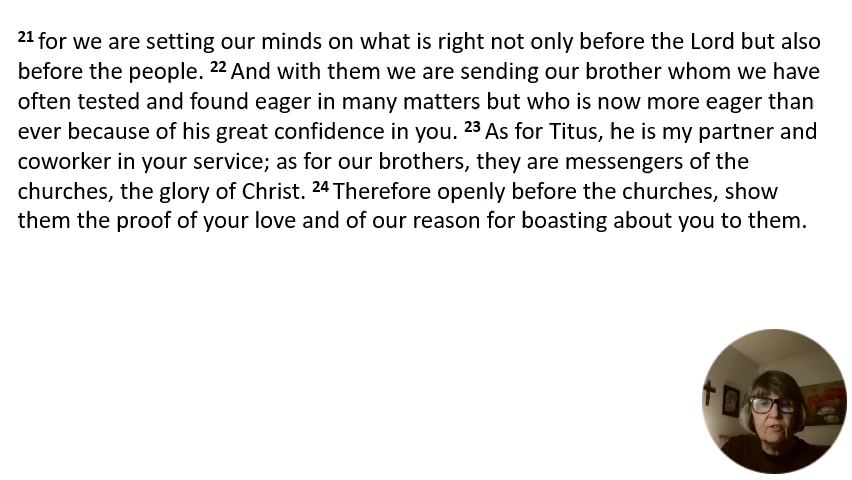 21 for we are setting our minds on what is right not only before the Lord but also
before the people. 22 And with them we are sending our brother whom we have
often tested and found eager in many matters but who is now more eager than
ever because of his great confidence in you. 23 As for Titus, he is my partner and
coworker in your service; as for our brothers, they are messengers of the
churches, the glory of Christ. 24 Therefore openly before the churches, show
them the proof of your love and of our reason for boasting about you to them.